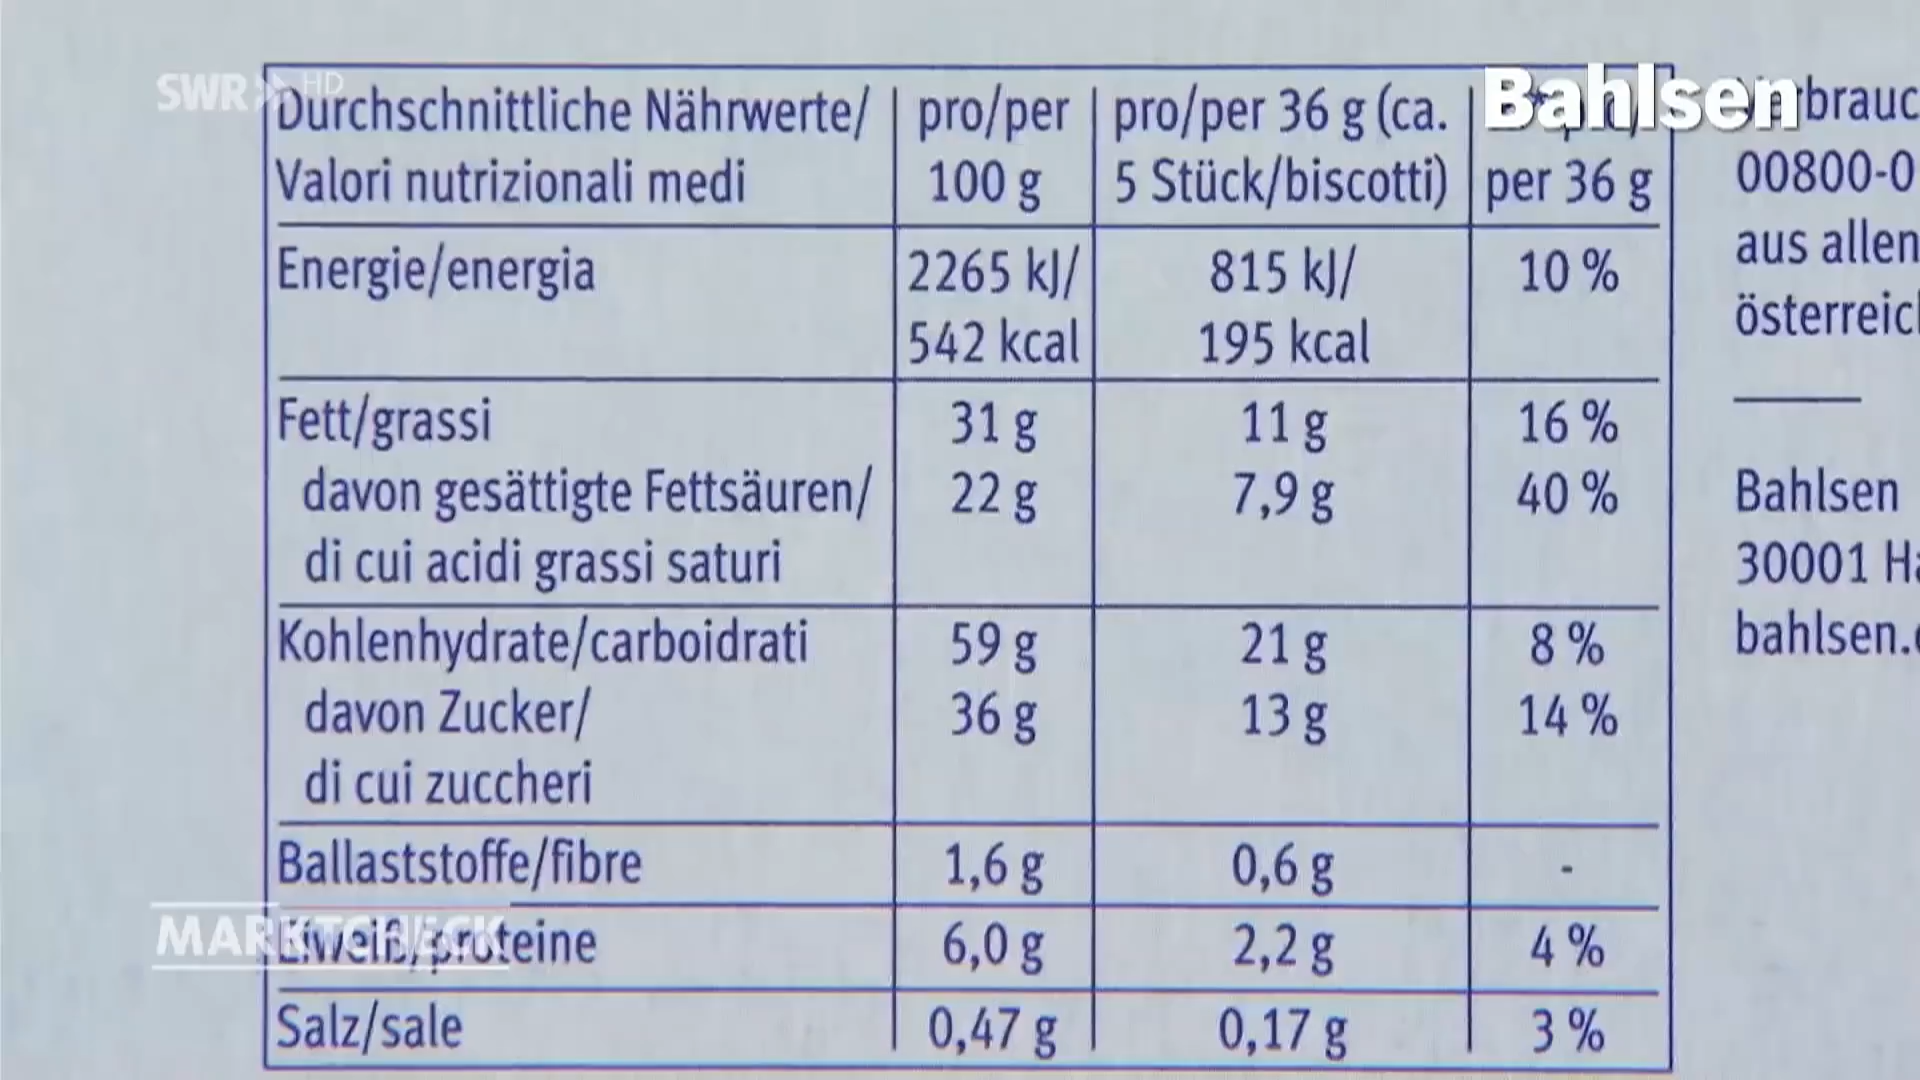 SWR HD
Bahlsen
Durchschnittliche Nährwerte/ pro/per pro/per 36 g (ca.
Valori nutrizionali medi 100 g 5 Stück/biscotti) per 36 g
Energie/energia 2265 kJ/ 815 kJ/ 10 %
542 kcal 195 kcal
Fett/grassi 31 g 11 g 16 %
davon gesättigte Fettsäuren/ 22 g 7,9 g 40 %
di cui acidi grassi saturi
Kohlenhydrate/carboidrati 59 g 21 g 8 %
davon Zucker/ 36 g 13 g 14 %
di cui zuccheri
Ballaststoffe/fibre 1,6 g 0,6 g -
Eiweiß/proteine 6,0 g 2,2 g 4 %
Salz/sale 0,47 g 0,17 g 3 %
MARKTCHECK
00800-0
aus allen
österreich
Bahlsen
30001 Ha
bahlsen.